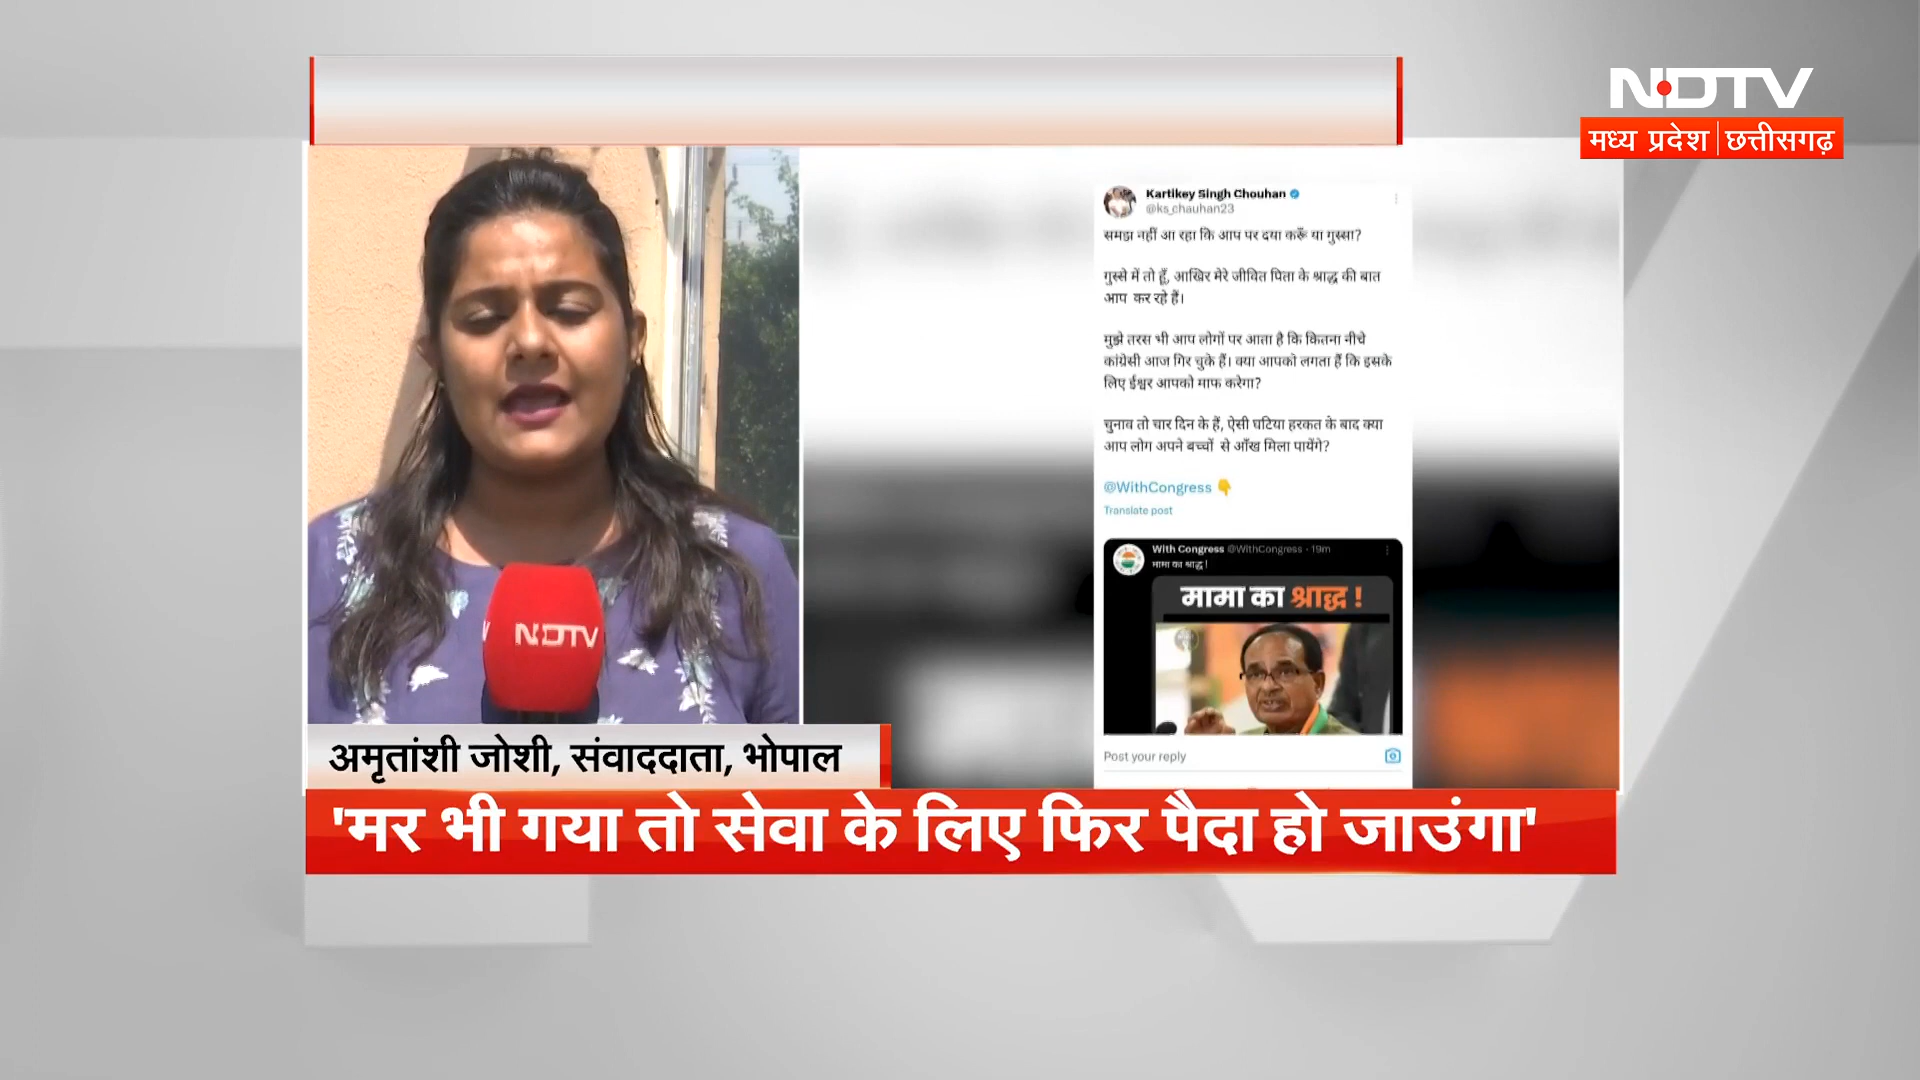 NDTV
मध्य प्रदेश | छत्तीसगढ़
Kartikey Singh Chouhan
@ks_chauhan23
समझ नहीं आ रहा कि आप पर दया करूँ या गुस्सा?
गुस्से में तो हूँ, आखिर मेरे जीवित पिता के श्राद्ध की बात
आप कर रहे हैं।
मुझे तरस भी आप लोगों पर आता है कि कितना नीचे
कांग्रेसी आज गिर चुके हैं। क्या आपको लगता हैं कि इसके
लिए ईश्वर आपको माफ करेगा?
चुनाव तो चार दिन के हैं, ऐसी घटिया हरकत के बाद क्या
आप लोग अपने बच्चों से आँख मिला पायेंगे?
@WithCongress 👇
Translate post
With Congress @WithCongress · 19m
मामा का श्राद्ध !
मामा का श्राद्ध !
Post your reply
NDTV
अमृतांशी जोशी, संवाददाता, भोपाल
'मर भी गया तो सेवा के लिए फिर पैदा हो जाउंगा'